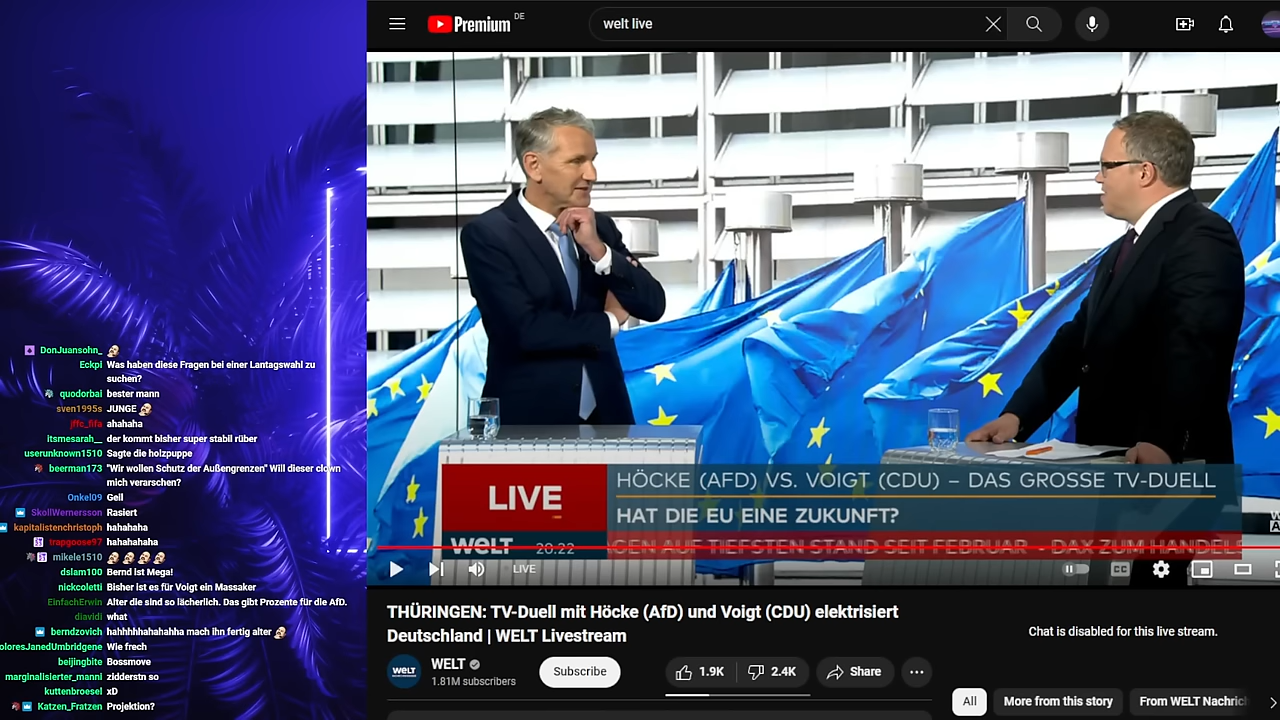 DonJuansohn_
Eckpi Was haben diese Fragen bei einer Lantagswahl zu
suchen?
quodorbai bester mann
sven1995s JUNGE
jffc_fifa ahahaha
itsmesarah__ der kommt bisher super stabil rüber
userunknown1510 Sagte die holzpuppe
beerman173 "Wir wollen Schutz der Außengrenzen" Will dieser clown
mich verarschen?
Onkel09 Gell
SkollWernersson Rasiert
kapitalistenchristoph hahahaha
trapgoose97 hahahahaha
mikele1510
dslam100 Bernd ist Mega!
nickcoletti Bisher ist es für Voigt ein Massaker
EinfachErwin Alter die sind so lächerlich. Das gibt Prozente für die AfD.
diavidi what
berndzovich hahhhhhahahahha mach ihn fertig alter
oloresJanedUmbridgene Wie frech
beijingbite Bossmove
marginalisierter_manni zidderstn so
kuttenbroesel xD
Katzen_Fratzen Projektion?
Premium DE
welt live
LIVE
HÖCKE (AFD) VS. VOIGT (CDU) – DAS GROSSE TV-DUELL
HAT DIE EU EINE ZUKUNFT?
WELT 20:22 GEN AUF TIEFSTEN STAND SEIT FEBRUAR - DAX ZUM HANDELS
LIVE
CC
THÜRINGEN: TV-Duell mit Höcke (AfD) und Voigt (CDU) elektrisiert
Deutschland | WELT Livestream
Chat is disabled for this live stream.
welt
WELT
1.81M subscribers
Subscribe
1.9K
2.4K
Share
All
More from this story
From WELT Nachric